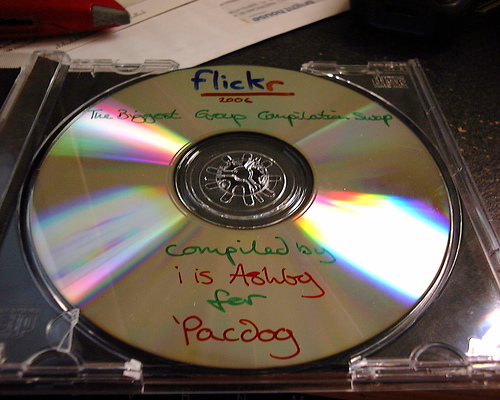 flickr
2006
The Biggest Group Compilation Swap
compiled by
i is Ashby
for
'Pacdog